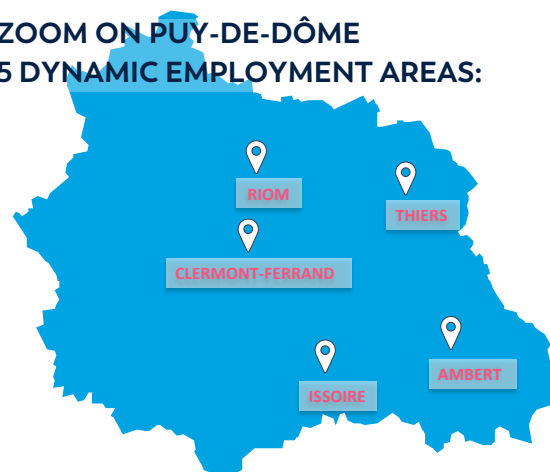 ZOOM ON PUY-DE-DÔME
5 DYNAMIC EMPLOYMENT AREAS:
RIOM
THIERS
CLERMONT-FERRAND
AMBERT
ISSOIRE